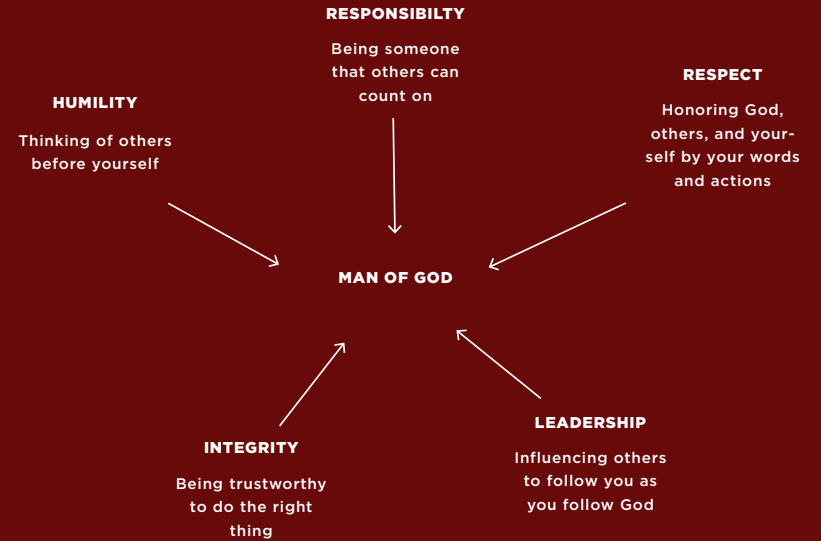 RESPONSIBILTY
Being someone
that others can
count on
HUMILITY
Thinking of others
before yourself
RESPECT
Honoring God,
others, and your-
self by your words
and actions
MAN OF GOD
INTEGRITY
Being trustworthy
to do the right
thing
LEADERSHIP
Influencing others
to follow you as
you follow God